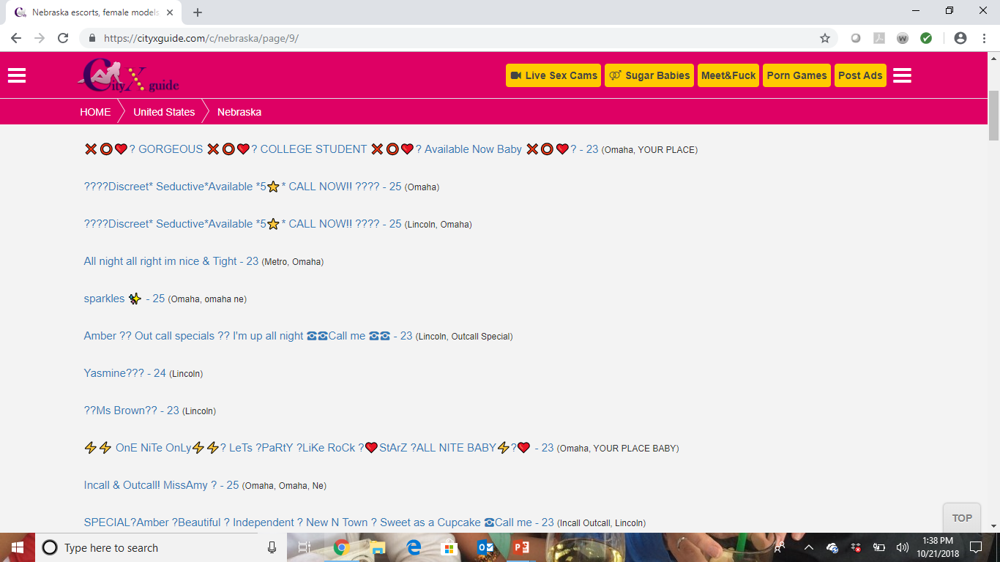 Nebraska escorts, female models
https://cityxguide.com/c/nebraska/page/9/
CityXguide
Live Sex Cams
Sugar Babies
Meet&Fuck
Porn Games
Post Ads
HOME
United States
Nebraska
❌⭕❤️? GORGEOUS ❌⭕❤️? COLLEGE STUDENT ❌⭕❤️? Available Now Baby ❌⭕❤️? - 23 (Omaha, YOUR PLACE)
????Discreet* Seductive*Available *5⭐* CALL NOW!! ???? - 25 (Omaha)
????Discreet* Seductive*Available *5⭐* CALL NOW!! ???? - 25 (Lincoln, Omaha)
All night all right im nice & Tight - 23 (Metro, Omaha)
sparkles ✨ - 25 (Omaha, omaha ne)
Amber ?? Out call specials ?? I'm up all night ☎☎Call me ☎☎ - 23 (Lincoln, Outcall Special)
Yasmine??? - 24 (Lincoln)
??Ms Brown?? - 23 (Lincoln)
⚡⚡ OnE NiTe OnLy⚡⚡? LeTs ?PaRtY ?LiKe RoCk ?❤️StArZ ?ALL NITE BABY⚡?❤️ - 23 (Omaha, YOUR PLACE BABY)
Incall & Outcall! MissAmy ? - 25 (Omaha, Omaha, Ne)
SPECIAL?Amber ?Beautiful ? Independent ? New N Town ? Sweet as a Cupcake ☎Call me - 23 (Incall Outcall, Lincoln)
TOP
Type here to search
1:38 PM
10/21/2018